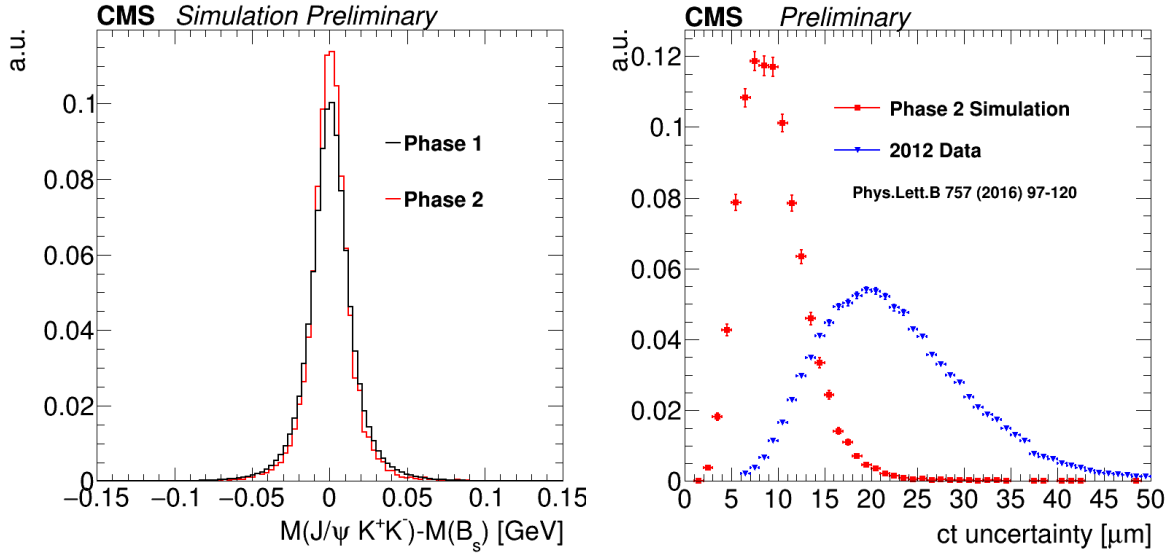 CMS Simulation Preliminary
a.u.
0.1
0.08
0.06
0.04
0.02
0
−0.15 −0.1 −0.05 0 0.05 0.1 0.15
M(J/ψ K⁺K⁻)-M(Bₛ) [GeV]
Phase 1
Phase 2
CMS Preliminary
a.u.
0.12
0.1
0.08
0.06
0.04
0.02
0
0 5 10 15 20 25 30 35 40 45 50
ct uncertainty [μm]
Phase 2 Simulation
2012 Data
Phys.Lett.B 757 (2016) 97-120